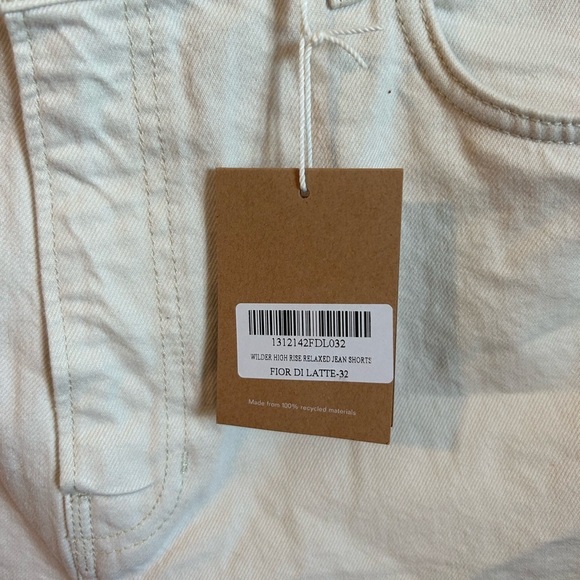 1312142FDL032
WILDER HIGH RISE RELAXED JEAN SHORTS
FIOR DI LATTE-32
Made from 100% recycled materials